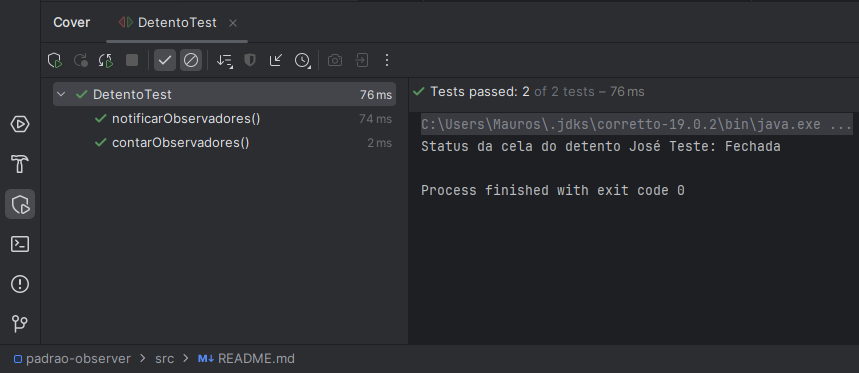 Cover
DetentoTest
DetentoTest
76 ms
notificarObservadores()
74 ms
contarObservadores()
2 ms
Tests passed: 2 of 2 tests – 76 ms
C:\Users\Mauros\.jdks\corretto-19.0.2\bin\java.exe ...
Status da cela do detento José Teste: Fechada
Process finished with exit code 0
padrao-observer > src > M↓ README.md